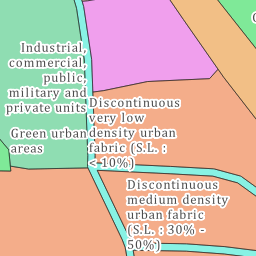 Industrial,
commercial,
public,
military and
private units
Green urban
areas
Discontinuous
very low
density urban
fabric (S.L. :
< 10%)
Discontinuous
medium density
urban fabric
(S.L. : 30% -
50%)